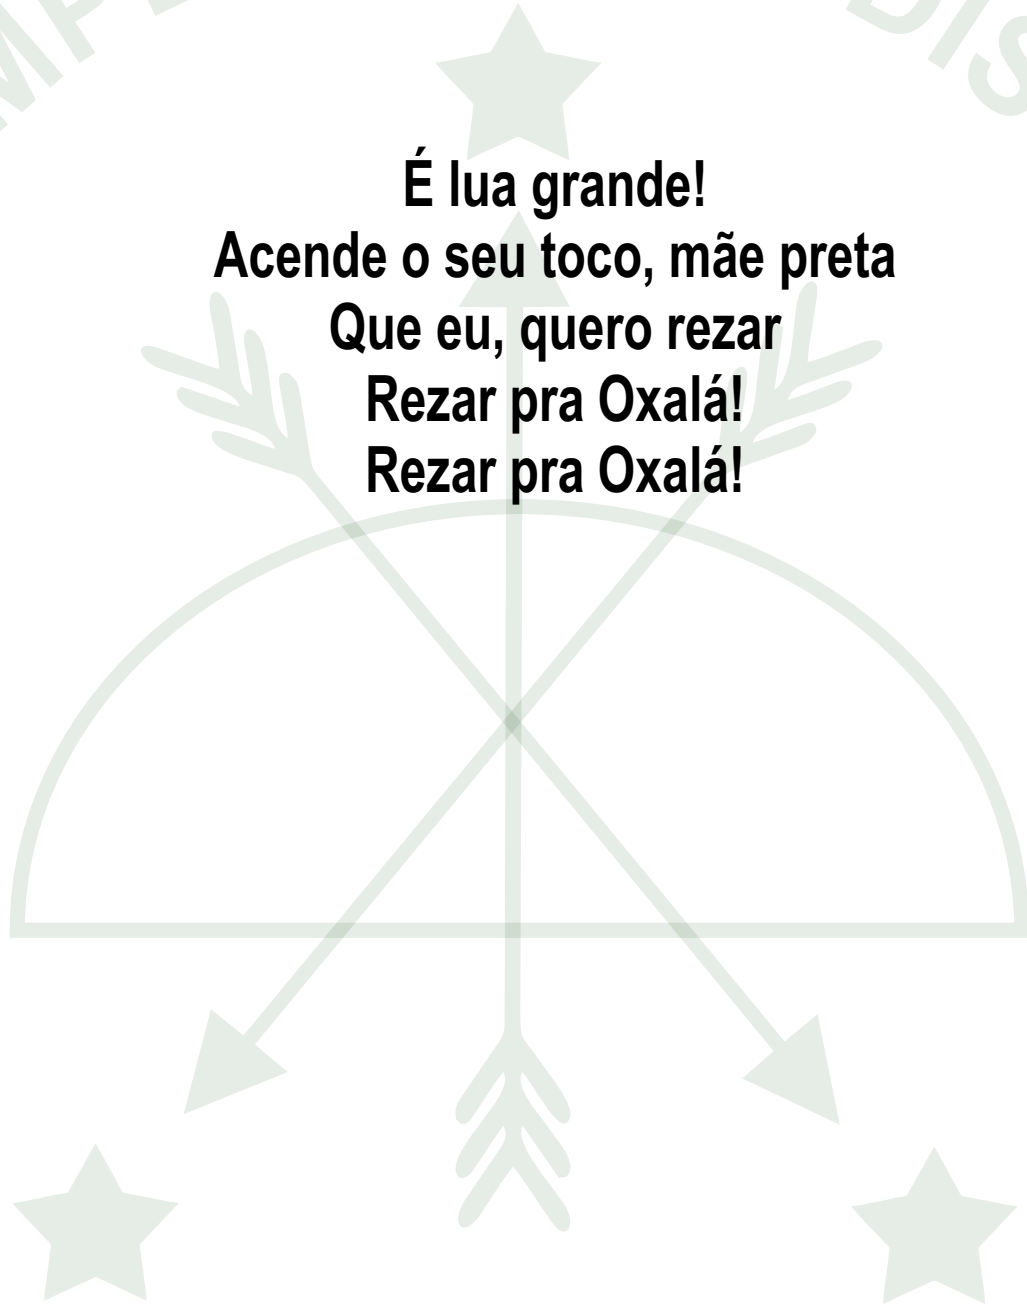 É lua grande!
Acende o seu toco, mãe preta
Que eu, quero rezar
Rezar pra Oxalá!
Rezar pra Oxalá!